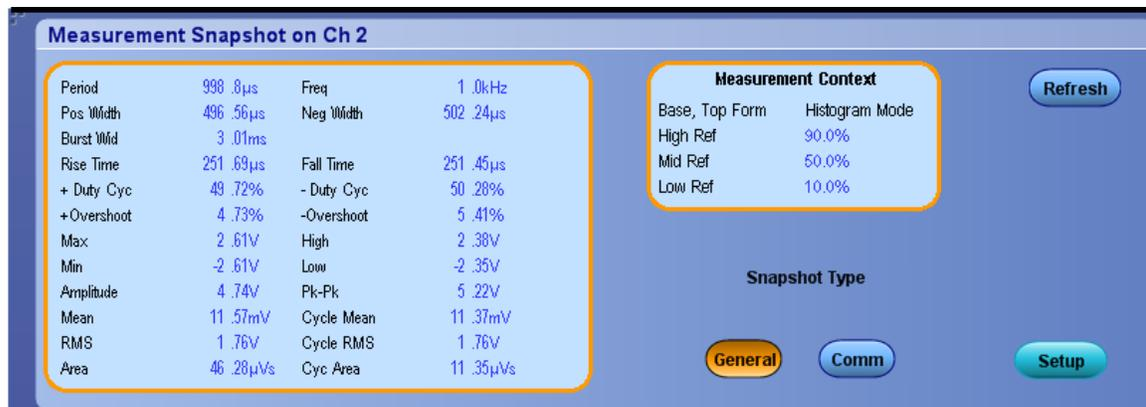 Measurement Snapshot on Ch 2
Period 998 .8µs Freq 1 .0kHz
Pos Width 496 .56µs Neg Width 502 .24µs
Burst Wid 3 .01ms
Rise Time 251 .69µs Fall Time 251 .45µs
+ Duty Cyc 49 .72% - Duty Cyc 50 .28%
+Overshoot 4 .73% -Overshoot 5 .41%
Max 2 .61V High 2 .38V
Min -2 .61V Low -2 .35V
Amplitude 4 .74V Pk-Pk 5 .22V
Mean 11 .57mV Cycle Mean 11 .37mV
RMS 1 .76V Cycle RMS 1 .76V
Area 46 .28µVs Cyc Area 11 .35µVs
Measurement Context
Base, Top Form Histogram Mode
High Ref 90.0%
Mid Ref 50.0%
Low Ref 10.0%
Refresh
Snapshot Type
General Comm Setup